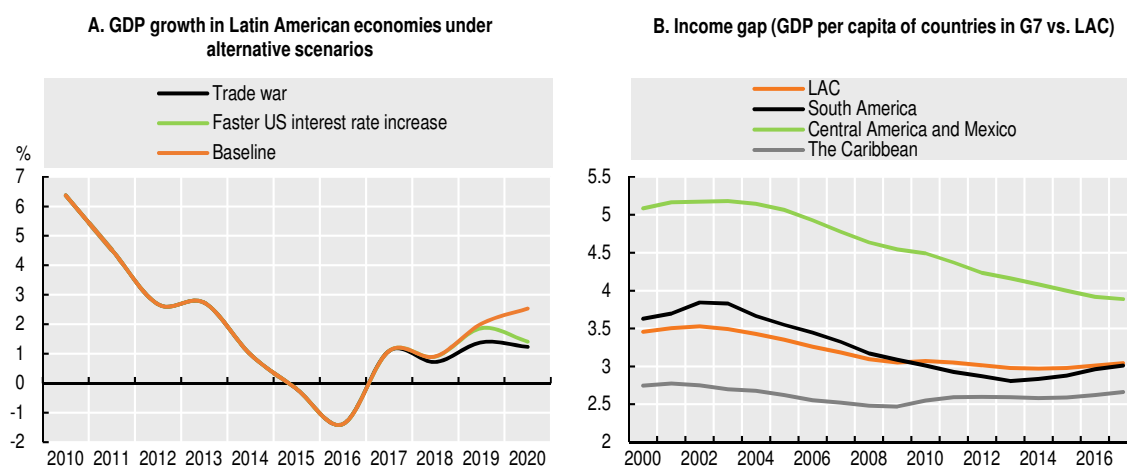 A. GDP growth in Latin American economies under
alternative scenarios
Trade war
Faster US interest rate increase
Baseline
%
7
6
5
4
3
2
1
0
-1
-2
2010 2011 2012 2013 2014 2015 2016 2017 2018 2019 2020
B. Income gap (GDP per capita of countries in G7 vs. LAC)
LAC
South America
Central America and Mexico
The Caribbean
5.5
5
4.5
4
3.5
3
2.5
2
2000 2002 2004 2006 2008 2010 2012 2014 2016